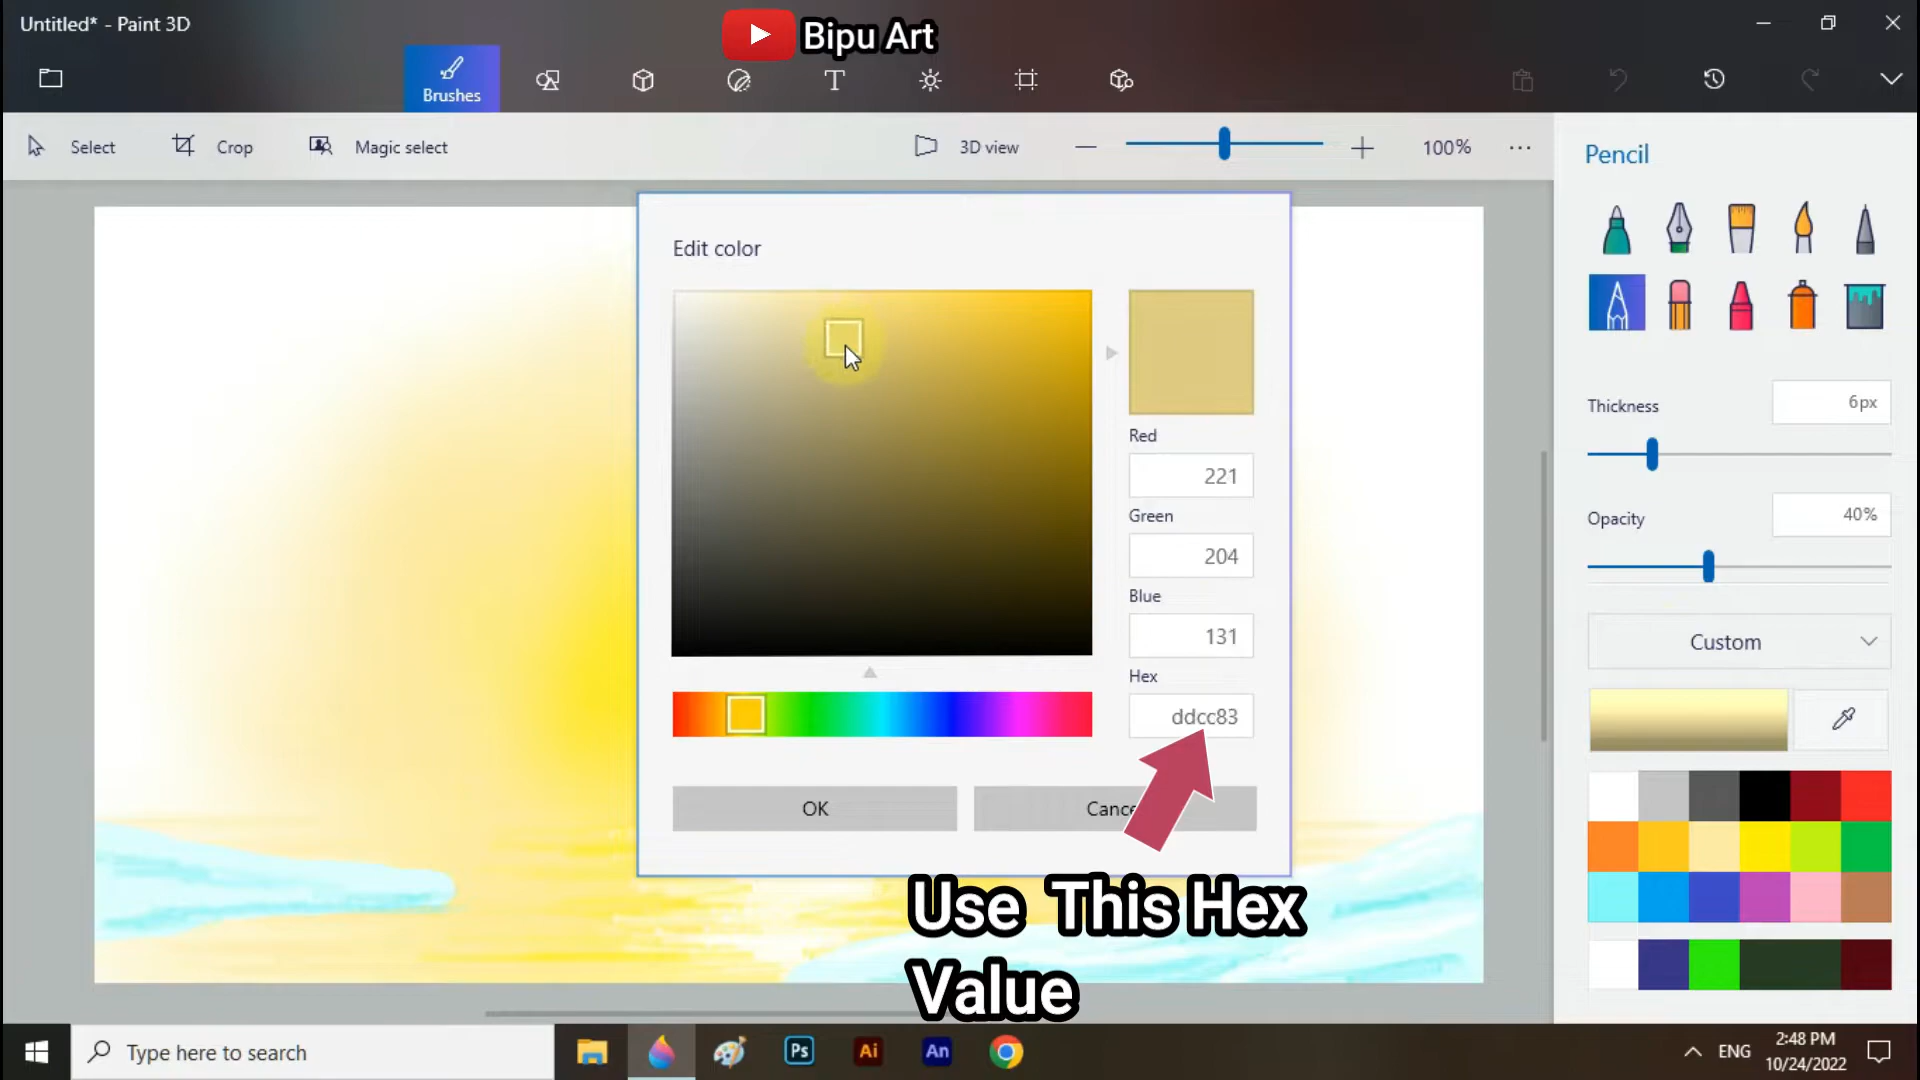 Untitled* - Paint 3D
Bipu Art
Brushes
T
Select
Crop
Magic select
3D view
100%
Pencil
Edit color
Thickness
6px
Red
221
Green
204
Opacity
40%
Blue
131
Custom
Hex
ddcc83
OK
Cance
Use This Hex
Value
Type here to search
Ps
Ai
An
ENG
2:48 PM
10/24/2022